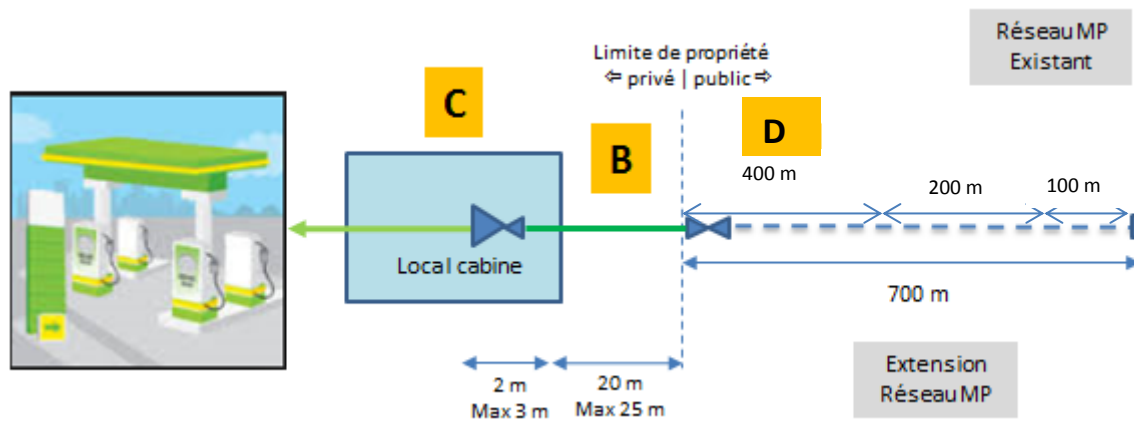 Réseau MP
Existant
Limite de propriété
⇦ privé | public ⇨
C
B
D
400 m
200 m
100 m
Local cabine
700 m
2 m
Max 3 m
20 m
Max 25 m
Extension
Réseau MP